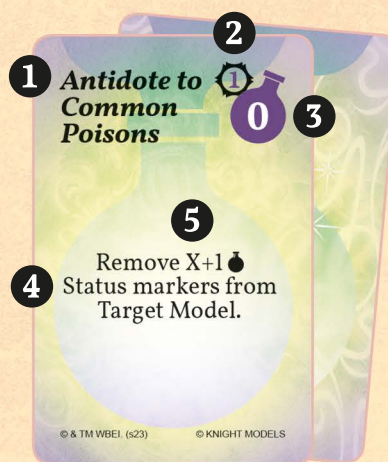 2
1
Antidote to
1
Common
0
3
Poisons
5
Remove X+1
4
Status markers from
Target Model.
© & TM WBEI. (s23)
© KNIGHT MODELS